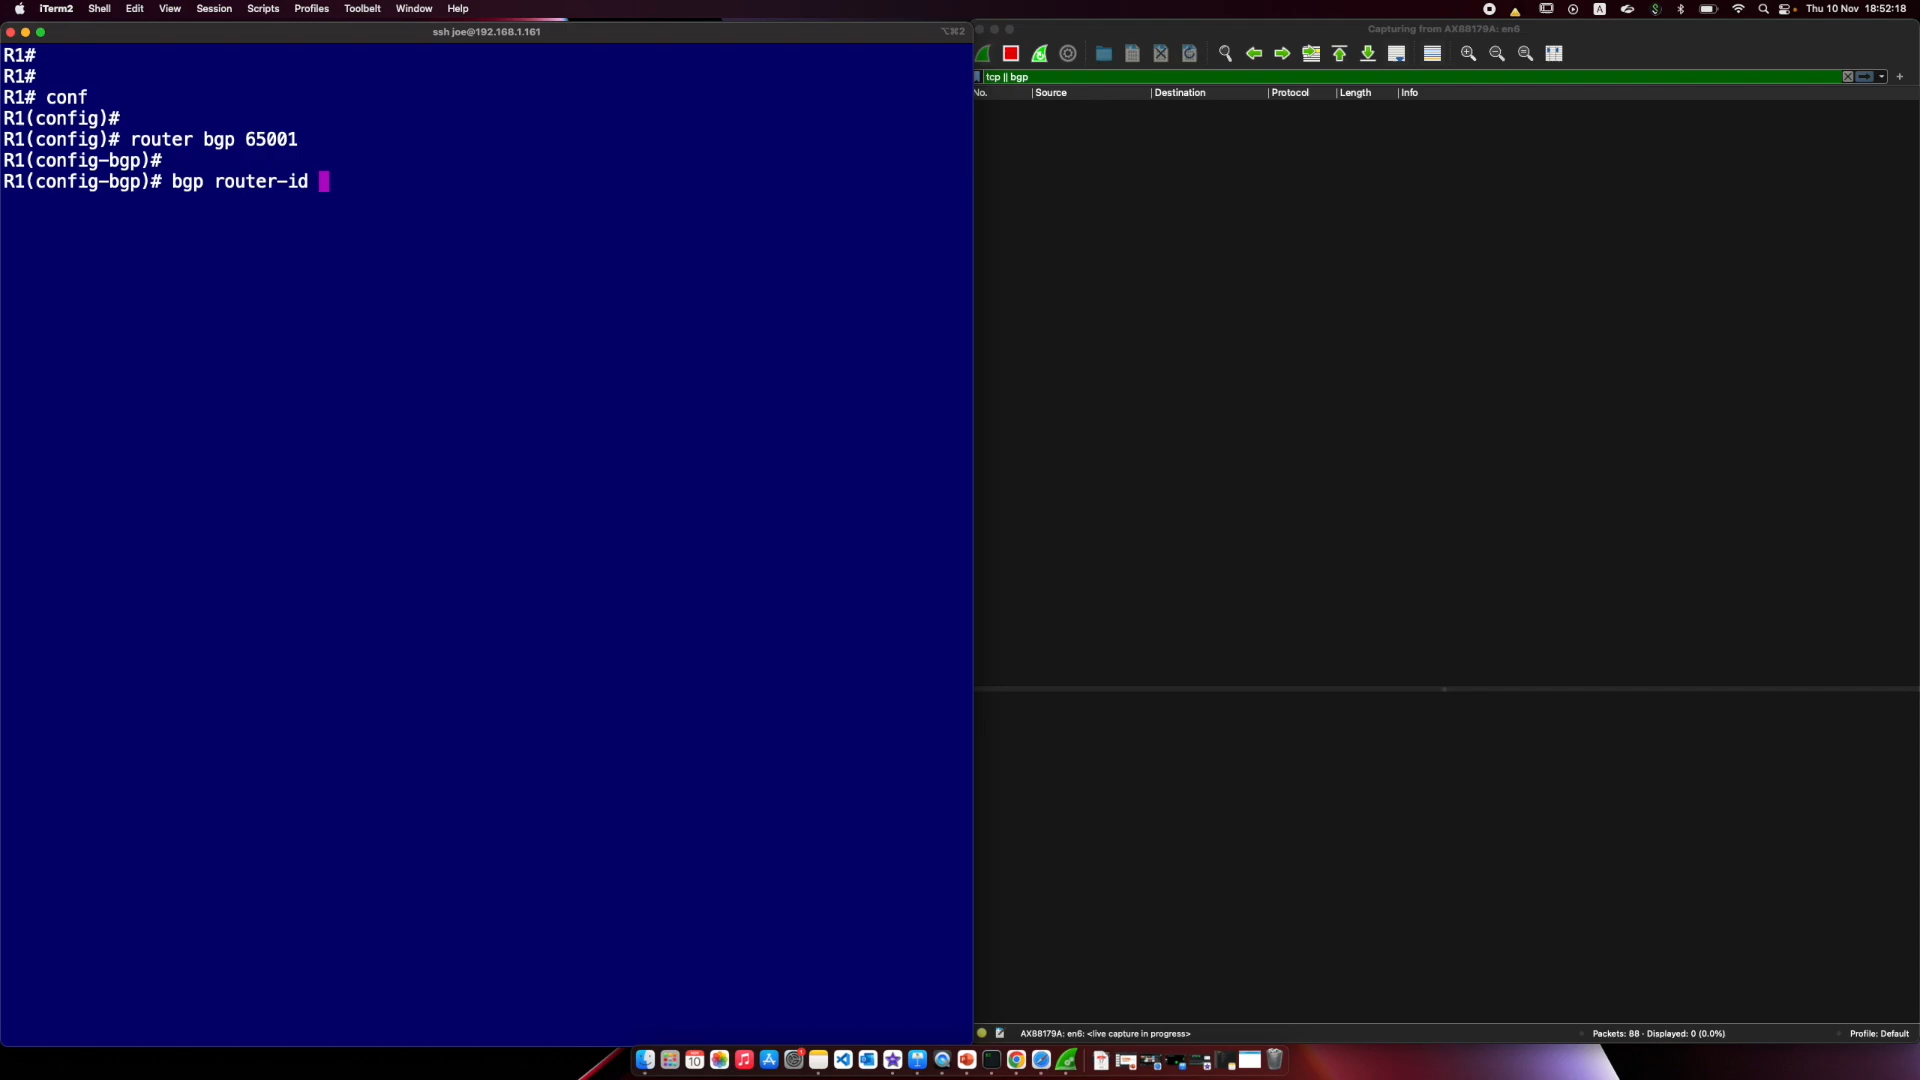 iTerm2 Shell Edit View Session Scripts Profiles Toolbelt Window Help
A
Thu 10 Nov 18:52:18
ssh joe@192.168.1.161
⌥⌘2
R1#
R1#
R1# conf
R1(config)#
R1(config)# router bgp 65001
R1(config-bgp)#
R1(config-bgp)# bgp router-id
Capturing from AX88179A: en6
tcp || bgp
No. Source Destination Protocol Length Info
AX88179A: en6: <live capture in progress>
Packets: 88 · Displayed: 0 (0.0%)
Profile: Default
10